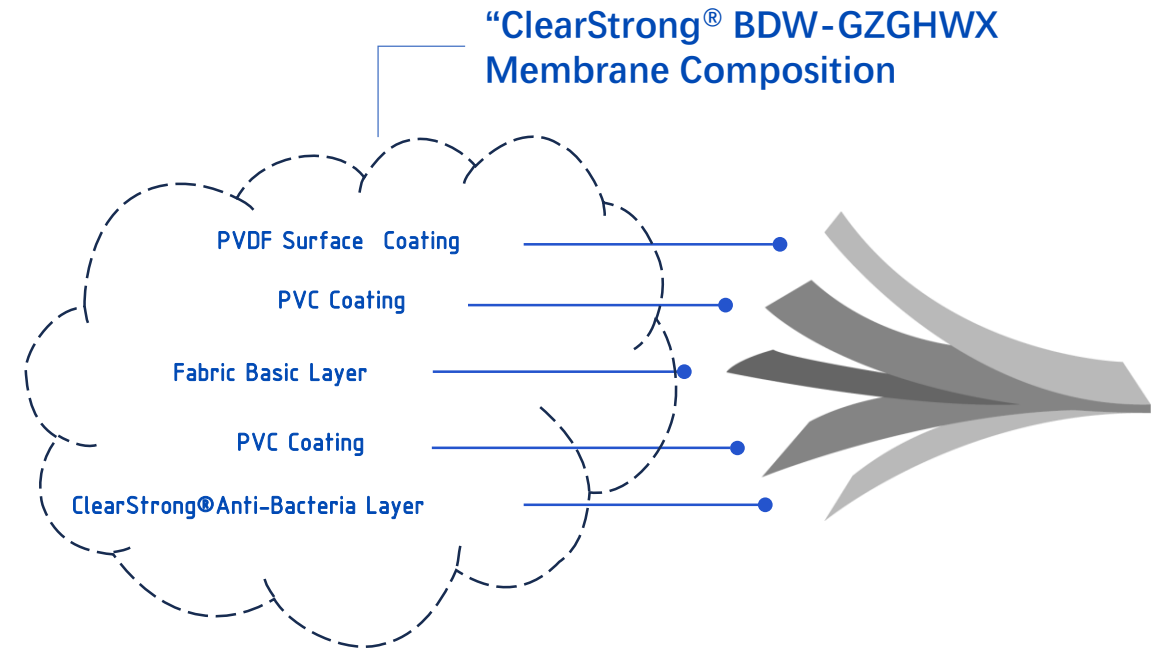 “ClearStrong® BDW-GZGHWX
Membrane Composition
PVDF Surface Coating
PVC Coating
Fabric Basic Layer
PVC Coating
ClearStrong®Anti-Bacteria Layer